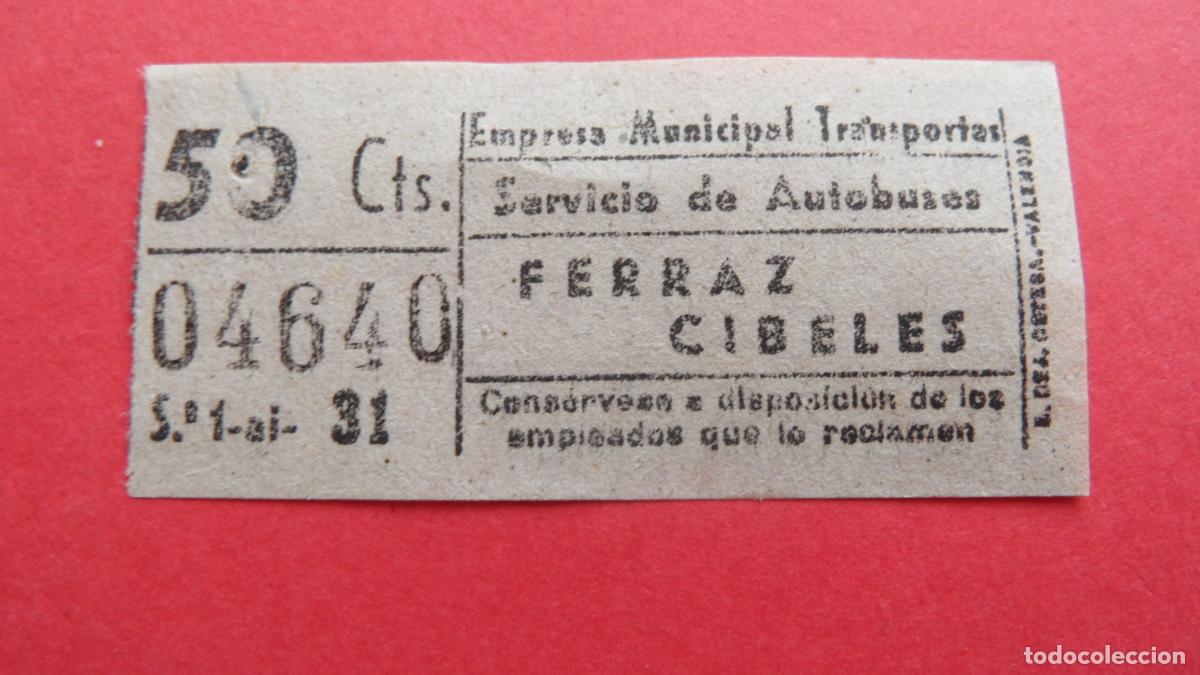 50 Cts.
04640
S.ª 1-ai- 31
Empresa Municipal Transportes
Servicio de Autobuses
FERRAZ
CIBELES
Consérvese a disposición de los
empleados que lo reclamen
VALENCIA
todocoleccion